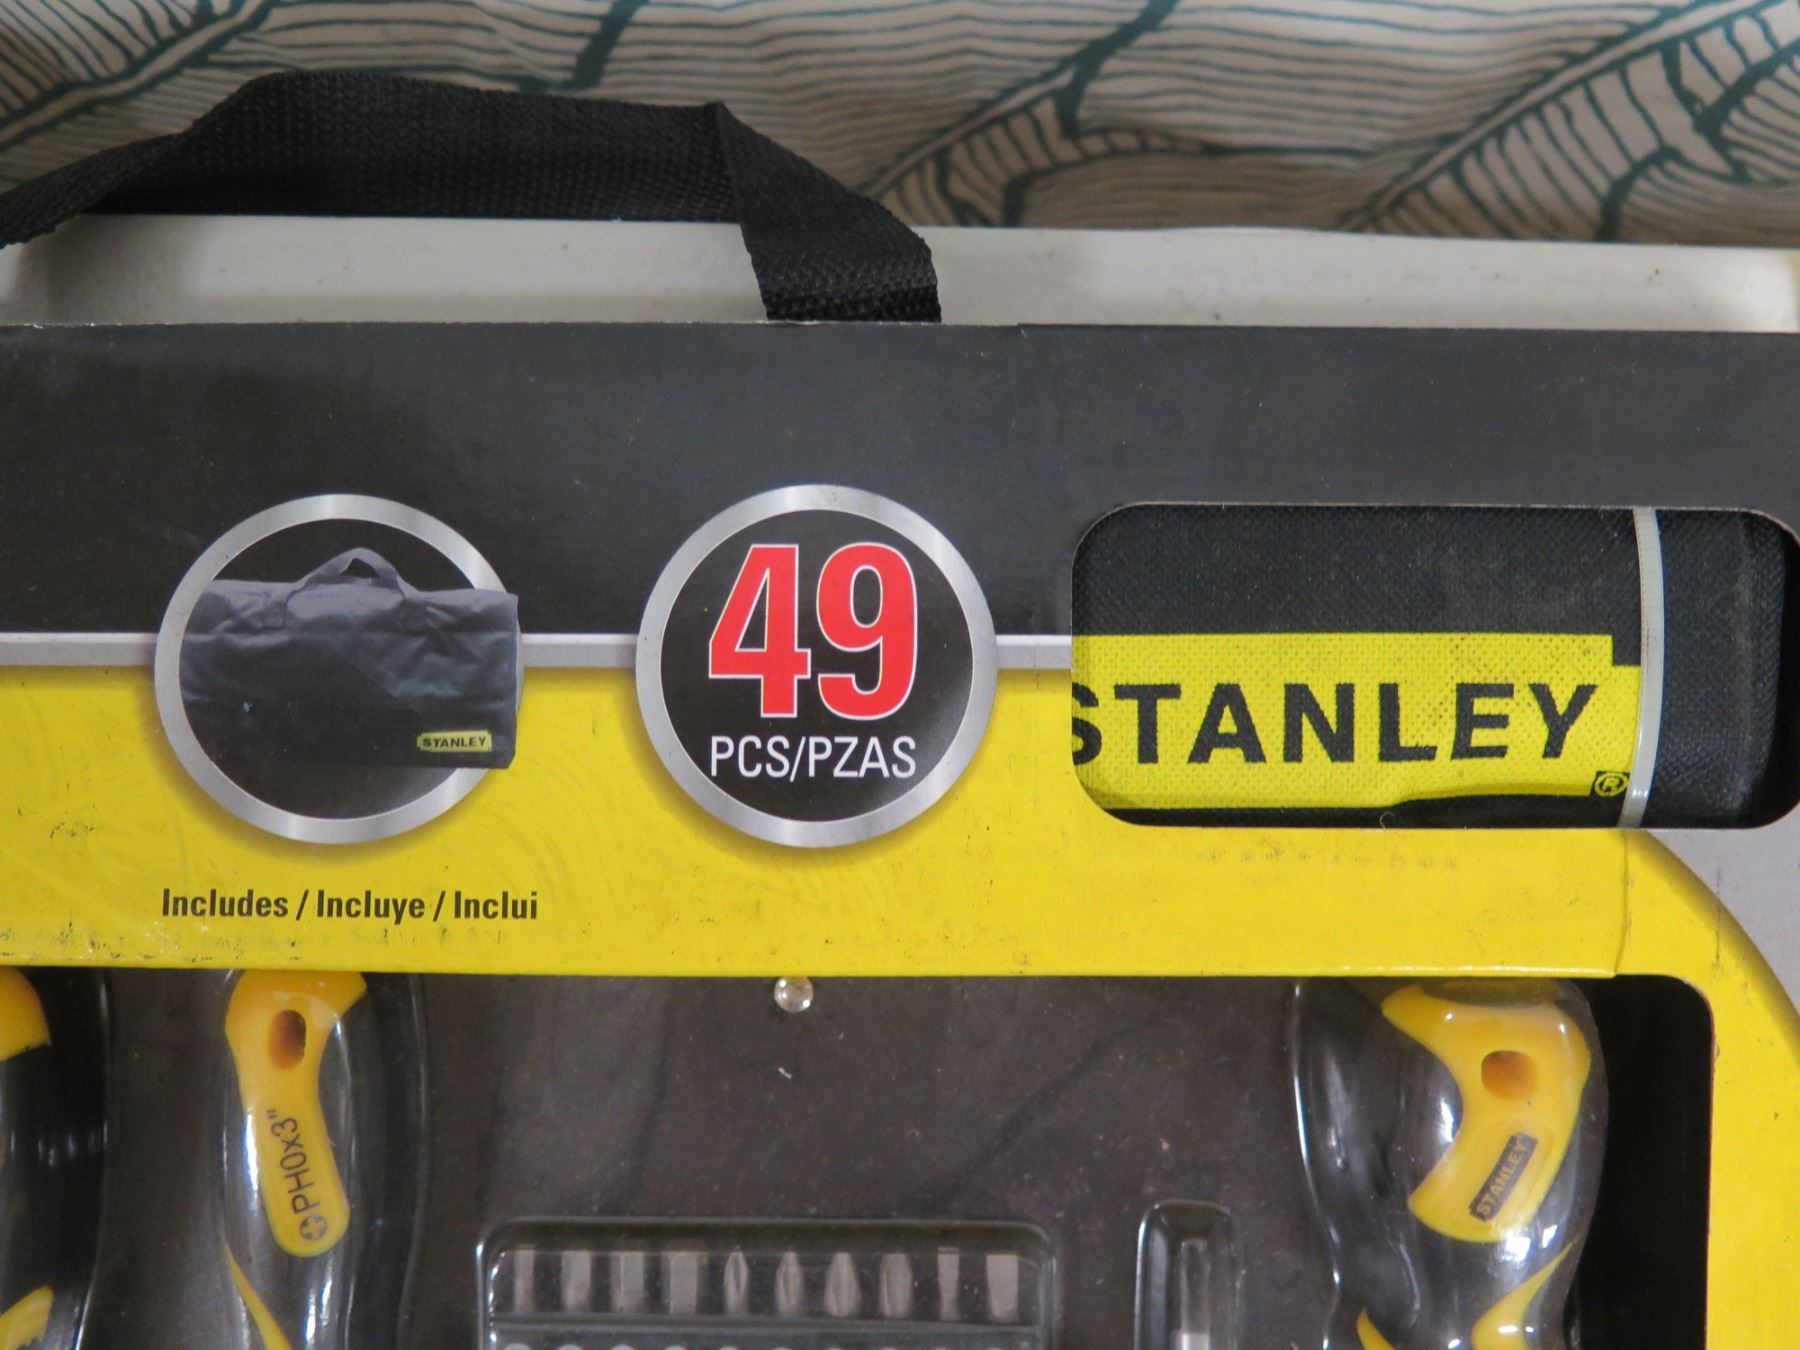 STANLEY
49
PCS/PZAS
STANLEY
®
Includes / Incluye / Inclui
PH0x3"
STANLEY